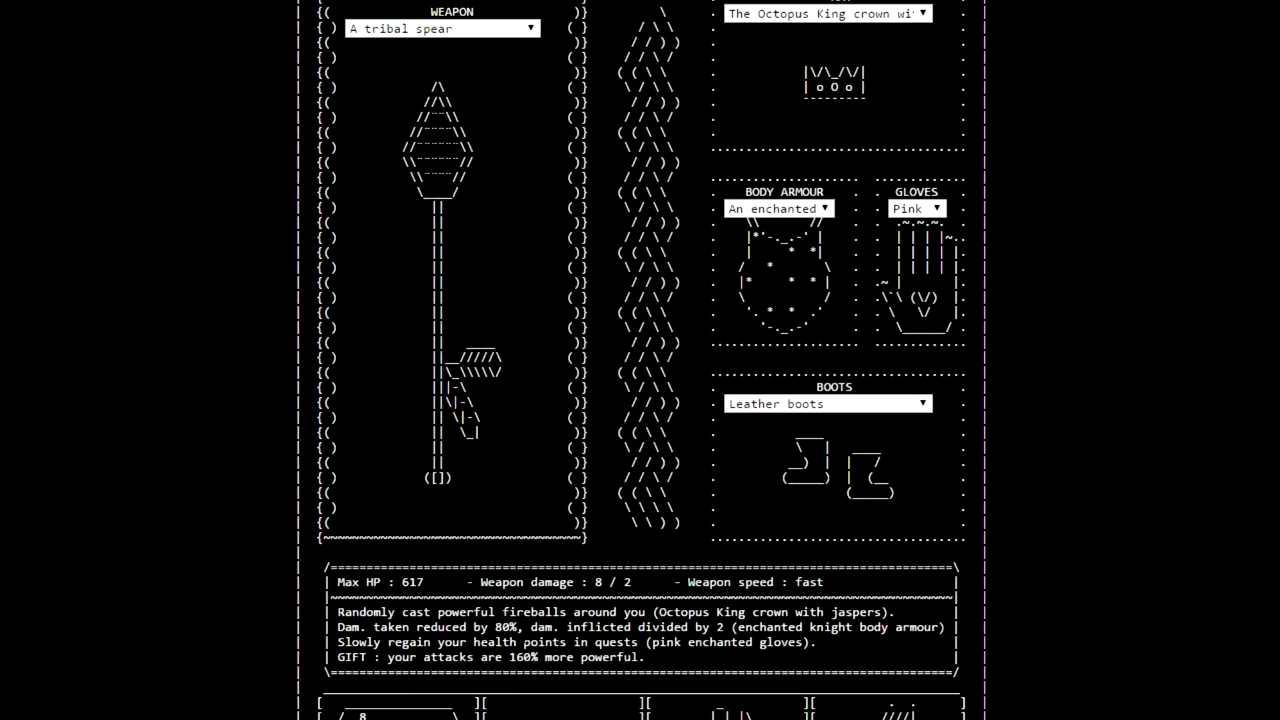 WEAPON
A tribal spear
The Octopus King crown wi
BODY ARMOUR
An enchanted
GLOVES
Pink
BOOTS
Leather boots
Max HP : 617 - Weapon damage : 8 / 2 - Weapon speed : fast
Randomly cast powerful fireballs around you (Octopus King crown with jaspers).
Dam. taken reduced by 80%, dam. inflicted divided by 2 (enchanted knight body armour)
Slowly regain your health points in quests (pink enchanted gloves).
GIFT : your attacks are 160% more powerful.